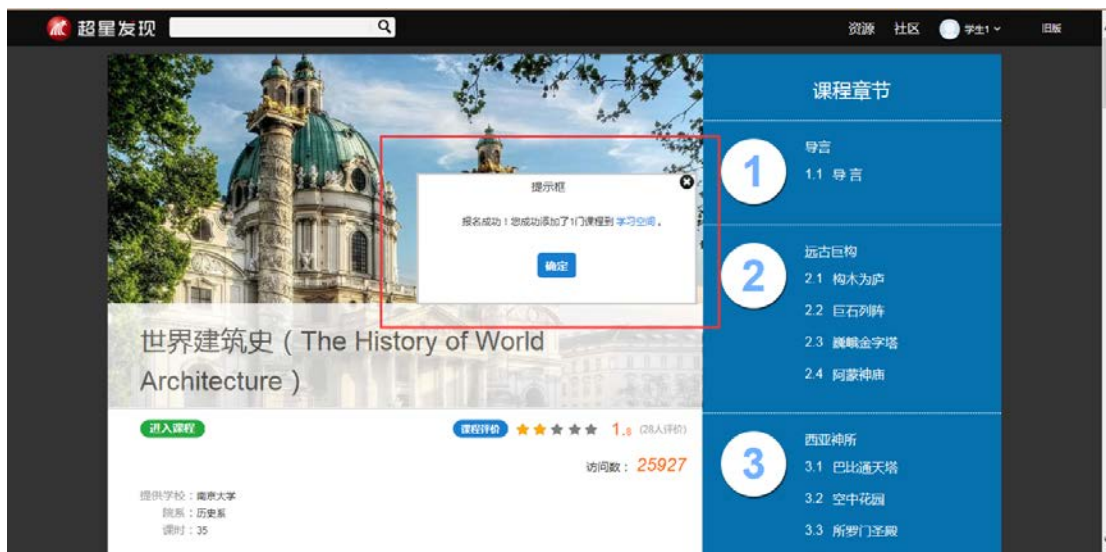 超星发现
资源 社区 学生1 旧版
提示框
报名成功！您成功添加了1门课程到 学习空间 。
确定
世界建筑史（The History of World
Architecture）
进入课程
课程评价 1.8 (28人评价)
访问数： 25927
提供学校：南京大学
院系：历史系
课时：35
课程章节
1
导言
1.1 导言
2
远古巨构
2.1 构木为庐
2.2 巨石列阵
2.3 巍峨金字塔
2.4 阿蒙神庙
3
西亚神所
3.1 巴比通天塔
3.2 空中花园
3.3 所罗门圣殿